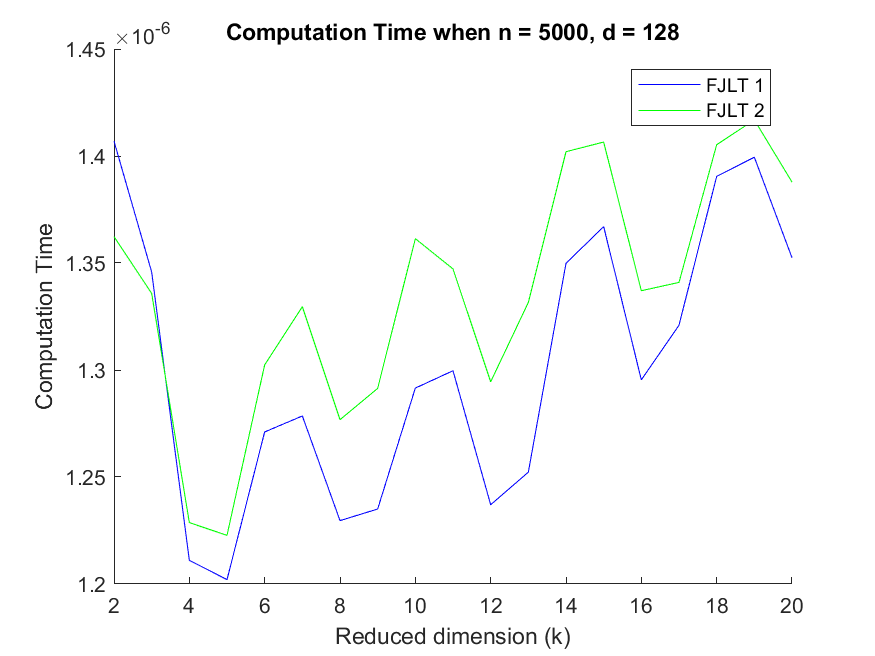 Computation Time when n = 5000, d = 128
×10⁻⁶
1.45
1.4
1.35
1.3
1.25
1.2
Computation Time
FJLT 1
FJLT 2
2 4 6 8 10 12 14 16 18 20
Reduced dimension (k)